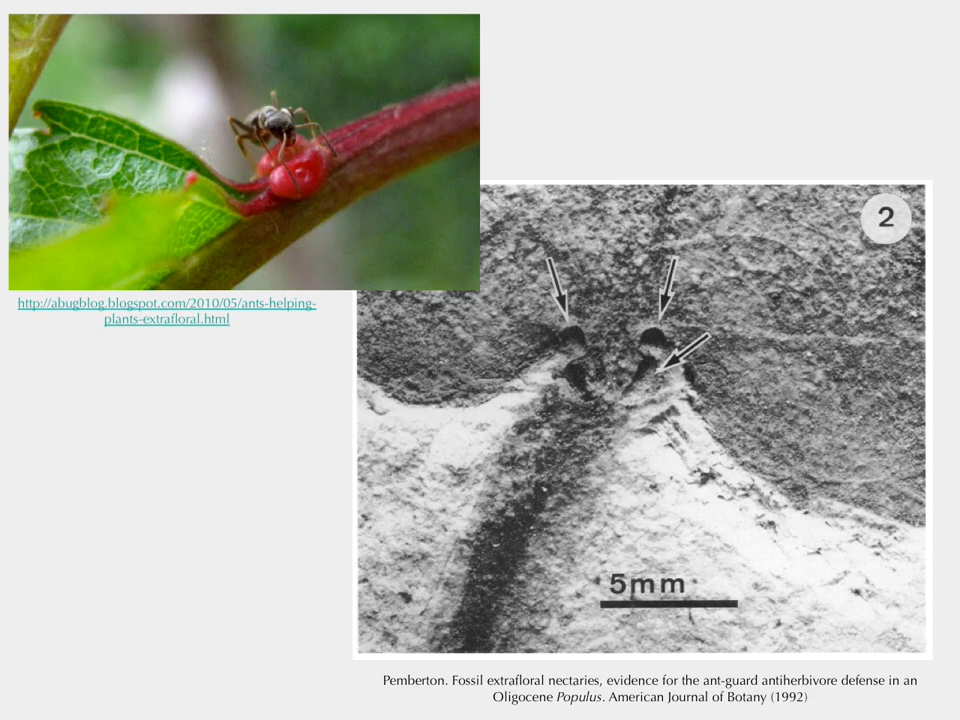 http://abugblog.blogspot.com/2010/05/ants-helping-
plants-extrafloral.html
2
5mm
Pemberton. Fossil extrafloral nectaries, evidence for the ant-guard antiherbivore defense in an
Oligocene Populus. American Journal of Botany (1992)